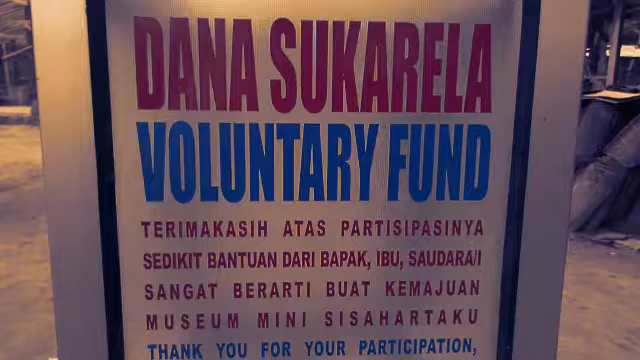 DANA SUKARELA
VOLUNTARY FUND
TERIMAKASIH ATAS PARTISIPASINYA
SEDIKIT BANTUAN DARI BAPAK, IBU, SAUDARA/I
SANGAT BERARTI BUAT KEMAJUAN
MUSEUM MINI SISAHARTAKU
THANK YOU FOR YOUR PARTICIPATION,